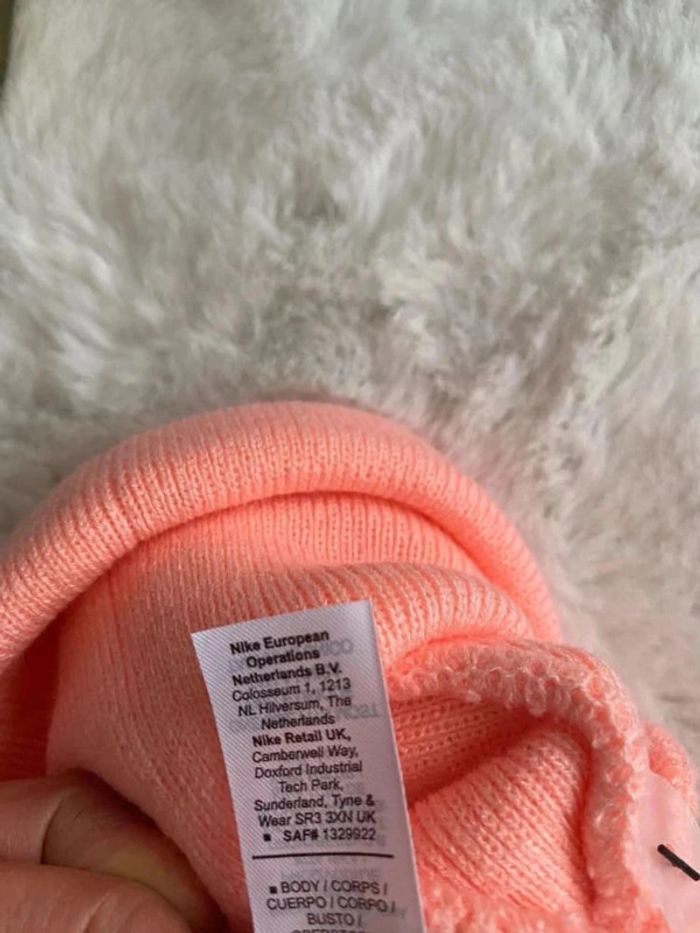 Nike European
Operations
Netherlands B.V.
Colosseum 1, 1213
NL Hilversum, The
Netherlands
Nike Retail UK,
Camberwell Way,
Doxford Industrial
Tech Park,
Sunderland, Tyne &
Wear SR3 3XN UK
▪ SAF# 1329922
▪ BODY / CORPS /
CUERPO / CORPO /
BUSTO /